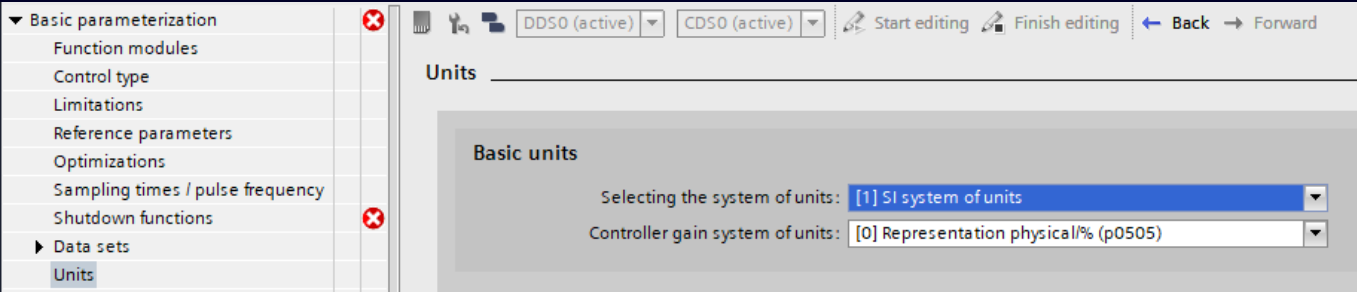 Basic parameterization
Function modules
Control type
Limitations
Reference parameters
Optimizations
Sampling times / pulse frequency
Shutdown functions
Data sets
Units
DDS0 (active) CDS0 (active) Start editing Finish editing Back Forward
Units
Basic units
Selecting the system of units: [1] SI system of units
Controller gain system of units: [0] Representation physical/% (p0505)